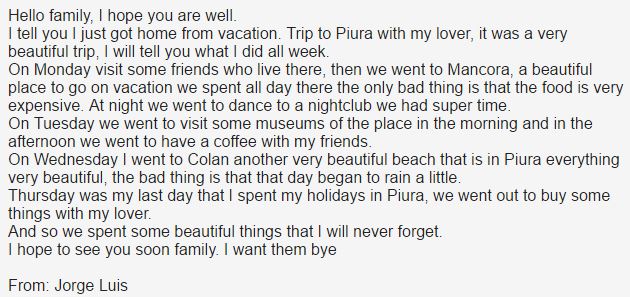 Hello family, I hope you are well.
I tell you I just got home from vacation. Trip to Piura with my lover, it was a very
beautiful trip, I will tell you what I did all week.
On Monday visit some friends who live there, then we went to Mancora, a beautiful
place to go on vacation we spent all day there the only bad thing is that the food is very
expensive. At night we went to dance to a nightclub we had super time.
On Tuesday we went to visit some museums of the place in the morning and in the
afternoon we went to have a coffee with my friends.
On Wednesday I went to Colan another very beautiful beach that is in Piura everything
very beautiful, the bad thing is that that day began to rain a little.
Thursday was my last day that I spent my holidays in Piura, we went out to buy some
things with my lover.
And so we spent some beautiful things that I will never forget.
I hope to see you soon family. I want them bye
From: Jorge Luis